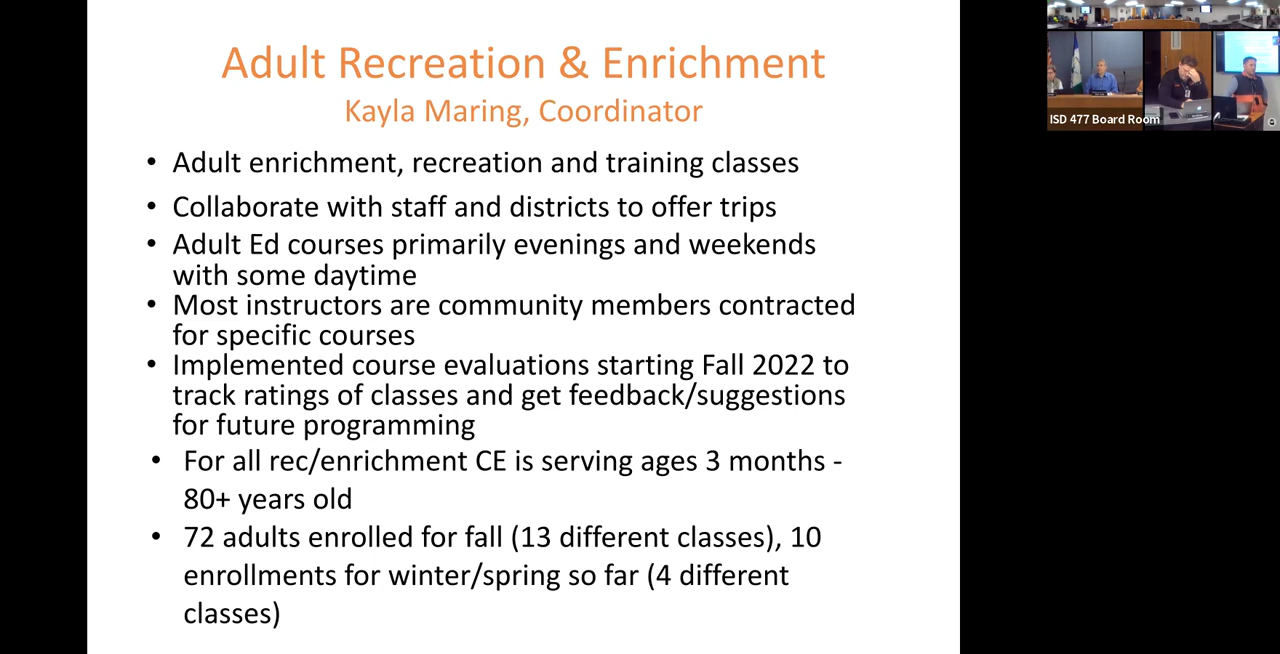 Adult Recreation & Enrichment
Kayla Maring, Coordinator
• Adult enrichment, recreation and training classes
• Collaborate with staff and districts to offer trips
• Adult Ed courses primarily evenings and weekends
with some daytime
• Most instructors are community members contracted
for specific courses
• Implemented course evaluations starting Fall 2022 to
track ratings of classes and get feedback/suggestions
for future programming
• For all rec/enrichment CE is serving ages 3 months -
80+ years old
• 72 adults enrolled for fall (13 different classes), 10
enrollments for winter/spring so far (4 different
classes)
ISD 477 Board Room